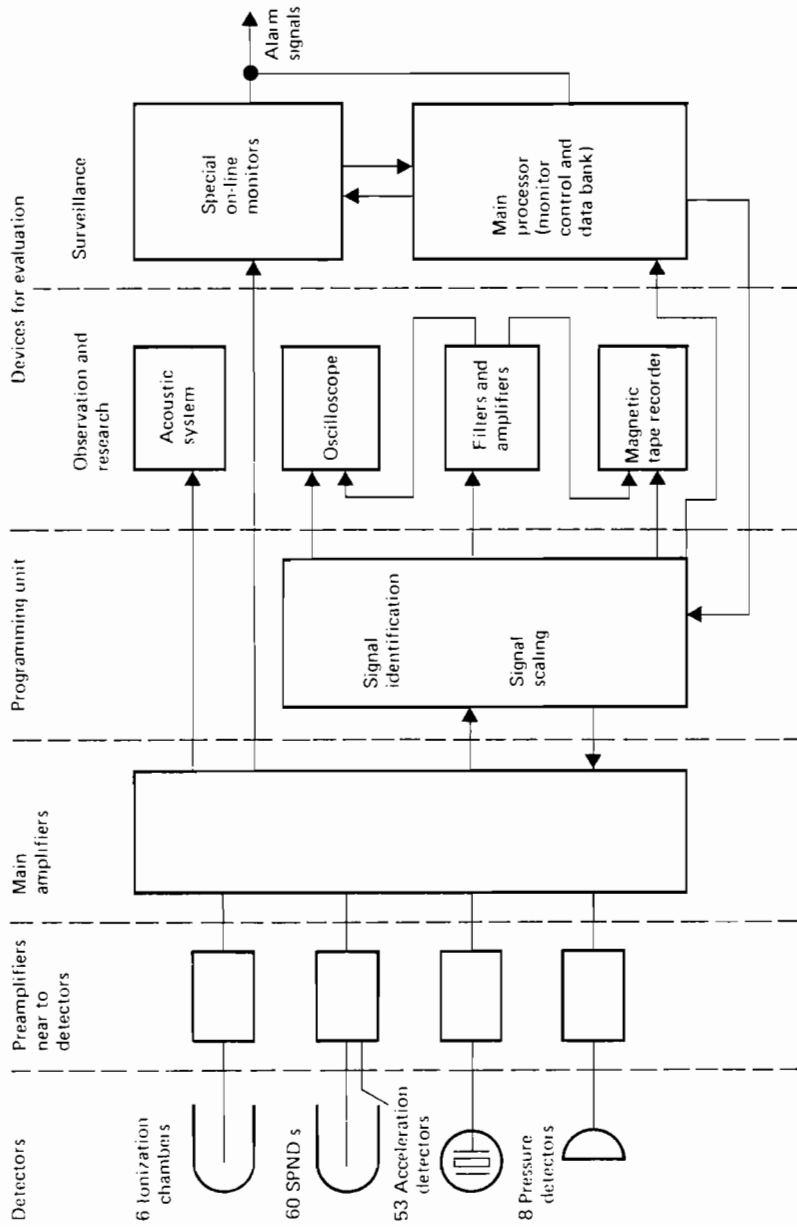 Detectors
Preamplifiers
near to
detectors
Main
amplifiers
Programming unit
Devices for evaluation
Observation and
research
Surveillance
6 Ionization
chambers
60 SPND s
53 Acceleration
detectors
8 Pressure
detectors
Signal
identification
Signal
scaling
Acoustic
system
Oscilloscope
Filters and
amplifiers
Magnetic
tape recorder
Special
on-line
monitors
Main
processor
(monitor
control and
data bank)
Alarm
signals